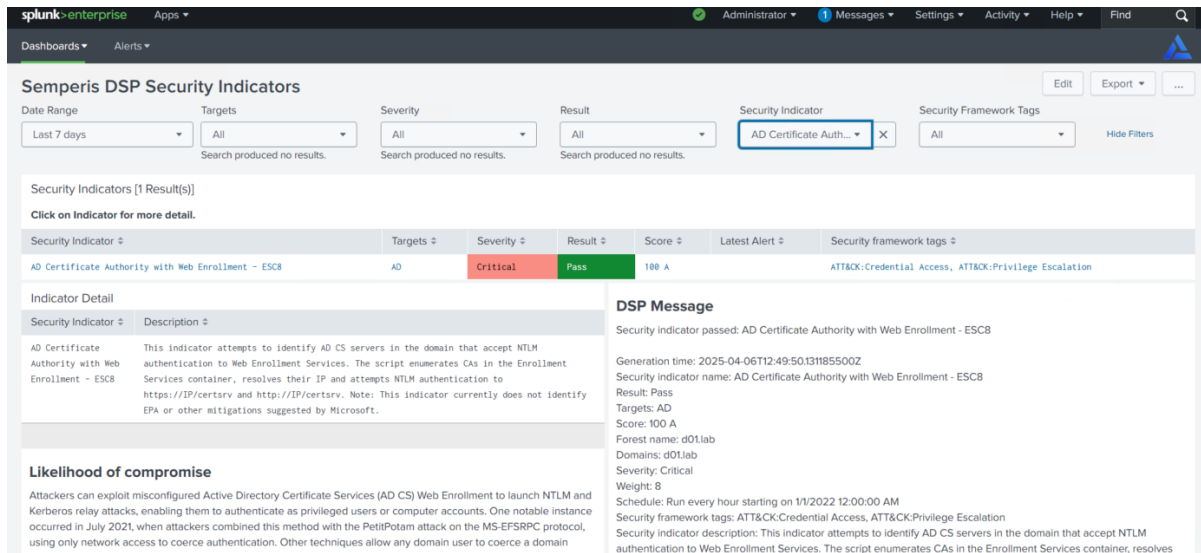 splunk>enterprise Apps ▾ Administrator ▾ 1 Messages ▾ Settings ▾ Activity ▾ Help ▾ Find
Dashboards ▾ Alerts ▾
Semperis DSP Security Indicators
Edit Export ▾ ...
Date Range Targets Severity Result Security Indicator Security Framework Tags
Last 7 days All All All AD Certificate Auth... ▾ ✕ All Hide Filters
Search produced no results. Search produced no results. Search produced no results.
Security Indicators [1 Result(s)]
Click on Indicator for more detail.
Security Indicator Targets Severity Result Score Latest Alert Security framework tags
AD Certificate Authority with Web Enrollment - ESC8 AD Critical Pass 100 A ATT&CK:Credential Access, ATT&CK:Privilege Escalation
Indicator Detail
Security Indicator Description
AD Certificate Authority with Web Enrollment - ESC8
This indicator attempts to identify AD CS servers in the domain that accept NTLM
authentication to Web Enrollment Services. The script enumerates CAs in the Enrollment
Services container, resolves their IP and attempts NTLM authentication to
https://IP/certsrv and http://IP/certsrv. Note: This indicator currently does not identify
EPA or other mitigations suggested by Microsoft.
Likelihood of compromise
Attackers can exploit misconfigured Active Directory Certificate Services (AD CS) Web Enrollment to launch NTLM and
Kerberos relay attacks, enabling them to authenticate as privileged users or computer accounts. One notable instance
occurred in July 2021, when attackers combined this method with the PetitPotam attack on the MS-EFSRPC protocol,
using only network access to coerce authentication. Other techniques allow any domain user to coerce a domain
DSP Message
Security indicator passed: AD Certificate Authority with Web Enrollment - ESC8
Generation time: 2025-04-06T12:49:50.131185500Z
Security indicator name: AD Certificate Authority with Web Enrollment - ESC8
Result: Pass
Targets: AD
Score: 100 A
Forest name: d01.lab
Domains: d01.lab
Severity: Critical
Weight: 8
Schedule: Run every hour starting on 1/1/2022 12:00:00 AM
Security framework tags: ATT&CK:Credential Access, ATT&CK:Privilege Escalation
Security indicator description: This indicator attempts to identify AD CS servers in the domain that accept NTLM
authentication to Web Enrollment Services. The script enumerates CAs in the Enrollment Services container, resolves